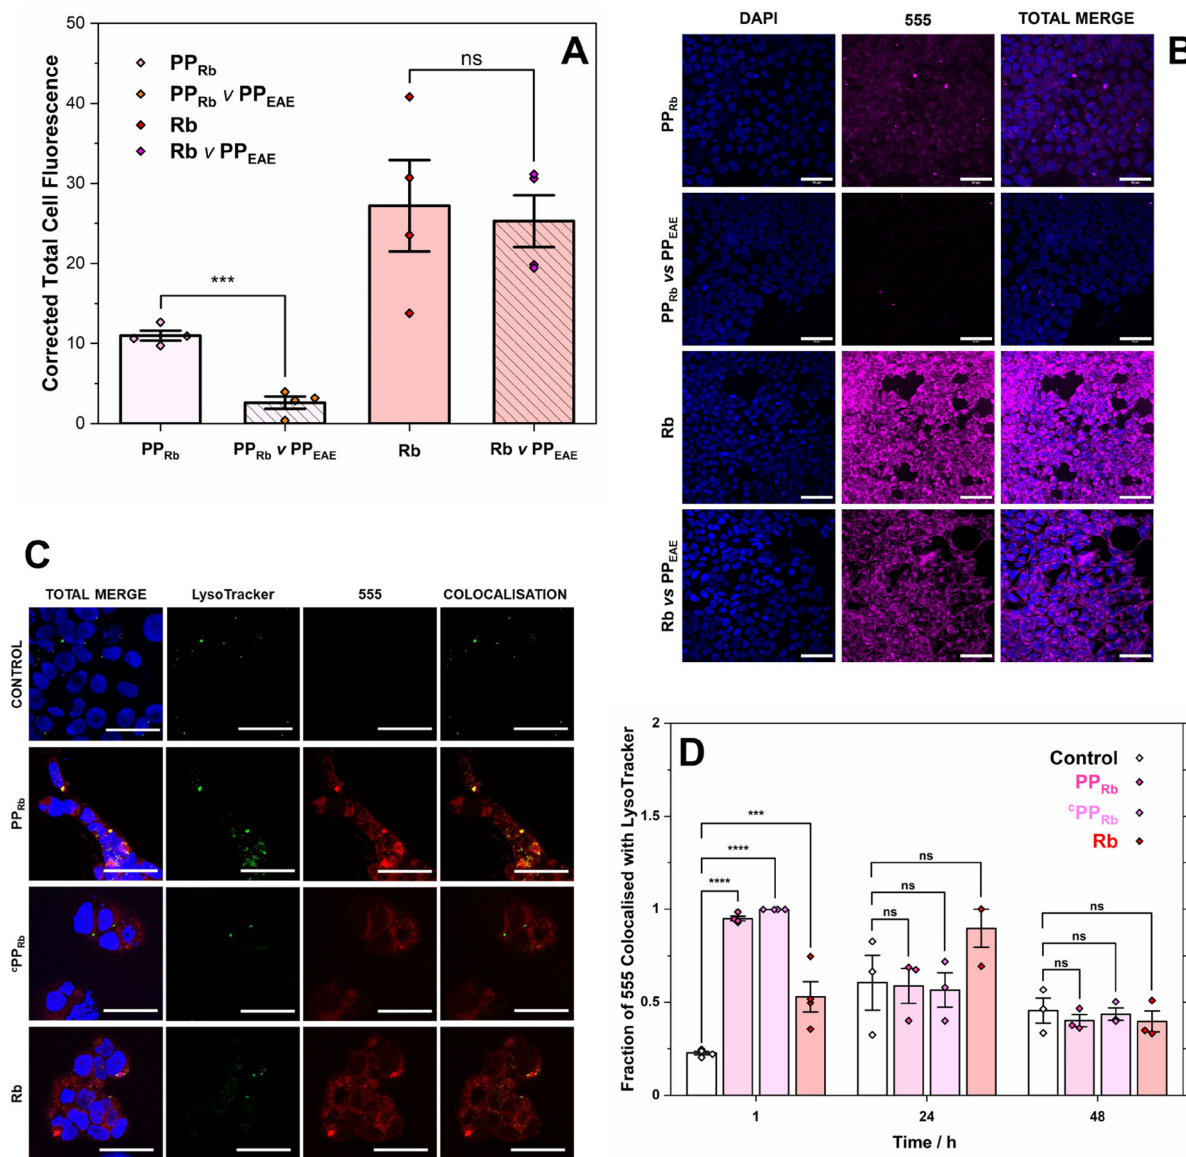 A
50
40
30
20
10
0
Corrected Total Cell Fluorescence
PPRb
PPRb v PPEAE
Rb
Rb v PPEAE
***
ns
PPRb
PPRb v PPEAE
Rb
Rb v PPEAE
B
DAPI 555 TOTAL MERGE
PPRb
PPRb vs PPEAE
Rb
Rb vs PPEAE
C
TOTAL MERGE LysoTracker 555 COLOCALISATION
CONTROL
PPRb
cPPRb
Rb
D
2
1.5
1
0.5
0
Fraction of 555 Colocalised with LysoTracker
Control
PPRb
cPPRb
Rb
***
****
****
ns
ns
ns
ns
ns
ns
1 24 48
Time / h